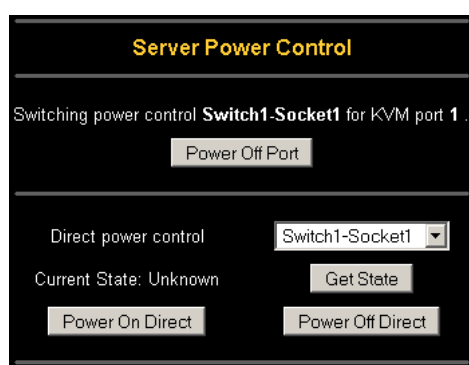 Server Power Control
Switching power control Switch1-Socket1 for KVM port 1 .
Power Off Port
Direct power control Switch1-Socket1
Current State: Unknown Get State
Power On Direct Power Off Direct